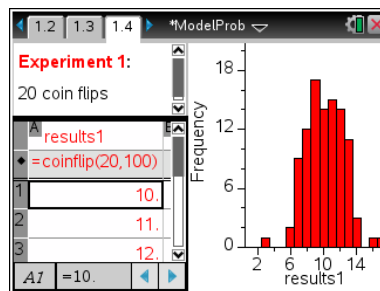 1.2 1.3 1.4 *ModelProb
Experiment 1:
20 coin flips
A
results1
=coinflip(20,100)
1 10.
2 11.
3 12.
A1 =10.
Frequency
18
12
6
0
2 6 10 14
results1